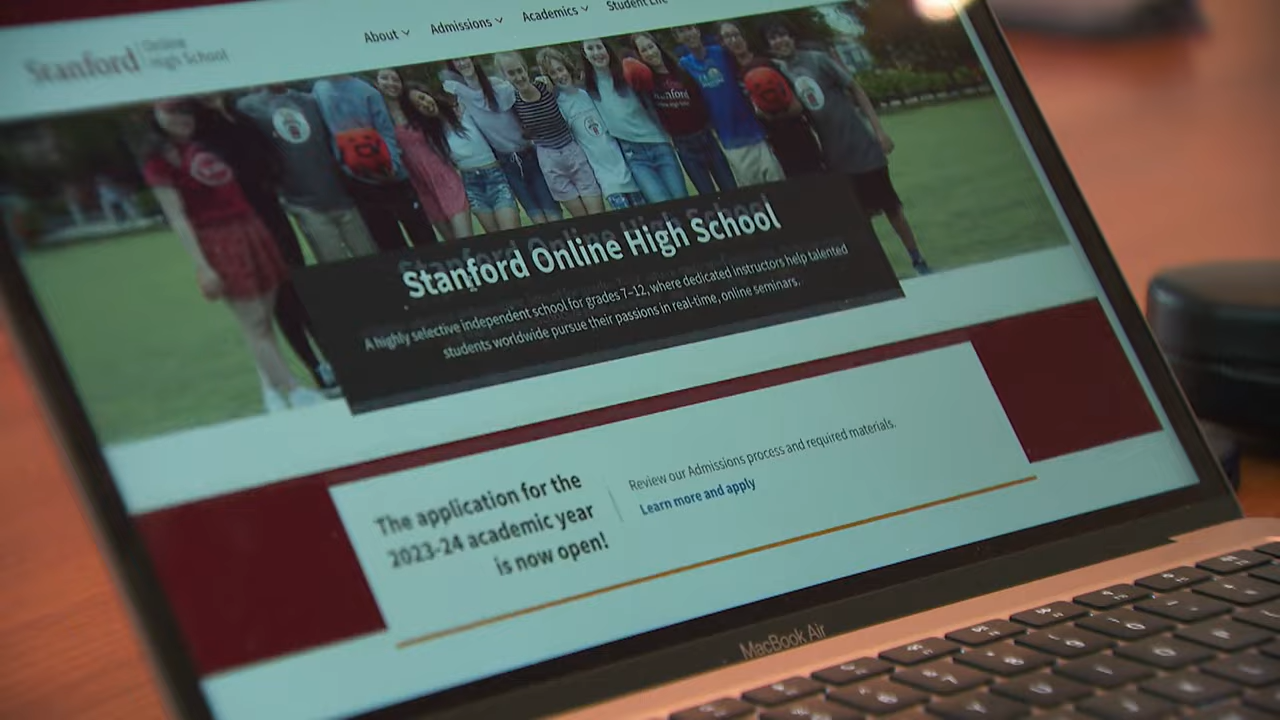 Stanford
Online
High School
About
Admissions
Academics
Student Life
Stanford
Stanford Online High School
A highly selective independent school for grades 7–12, where dedicated instructors help talented
students worldwide pursue their passions in real-time, online seminars.
The application for the
2023-24 academic year
is now open!
Review our Admissions process and required materials.
Learn more and apply
MacBook Air